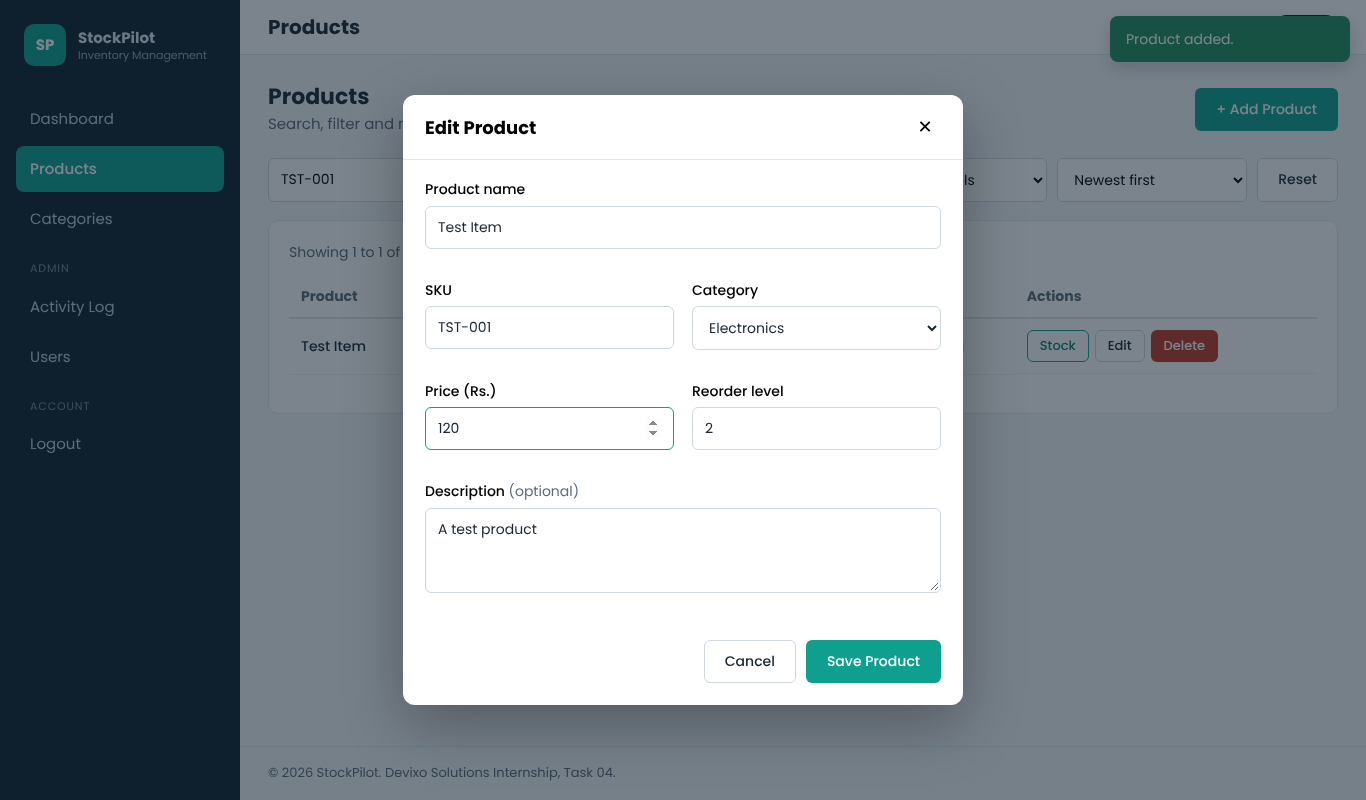 SP
StockPilot
Inventory Management
Dashboard
Products
Categories
ADMIN
Activity Log
Users
ACCOUNT
Logout
Products
Product added.
Products
Search, filter and
+ Add Product
TST-001
Newest first
Reset
Showing 1 to 1 of
Product
Actions
Test Item
Stock
Edit
Delete
Edit Product
✕
Product name
Test Item
SKU
Category
TST-001
Electronics
Price (Rs.)
Reorder level
120
2
Description (optional)
A test product
Cancel
Save Product
© 2026 StockPilot. Devixo Solutions Internship, Task 04.